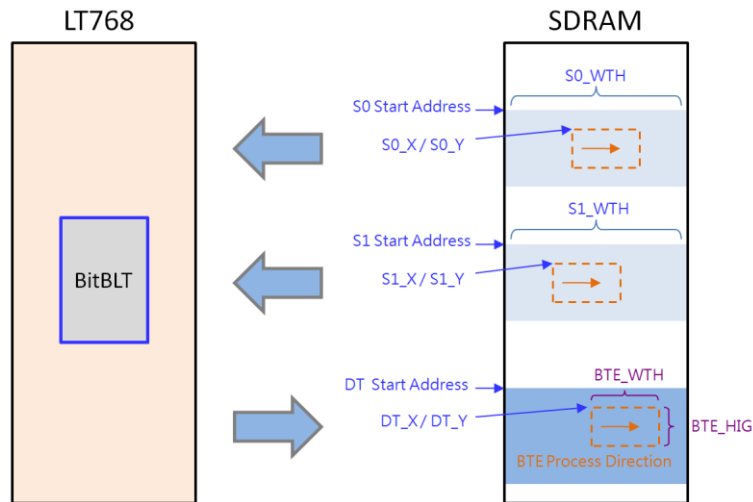 LT768
SDRAM
S0_WTH
S0 Start Address
S0_X / S0_Y
S1_WTH
S1 Start Address
S1_X / S1_Y
BitBLT
DT Start Address
BTE_WTH
DT_X / DT_Y
BTE_HIG
BTE Process Direction